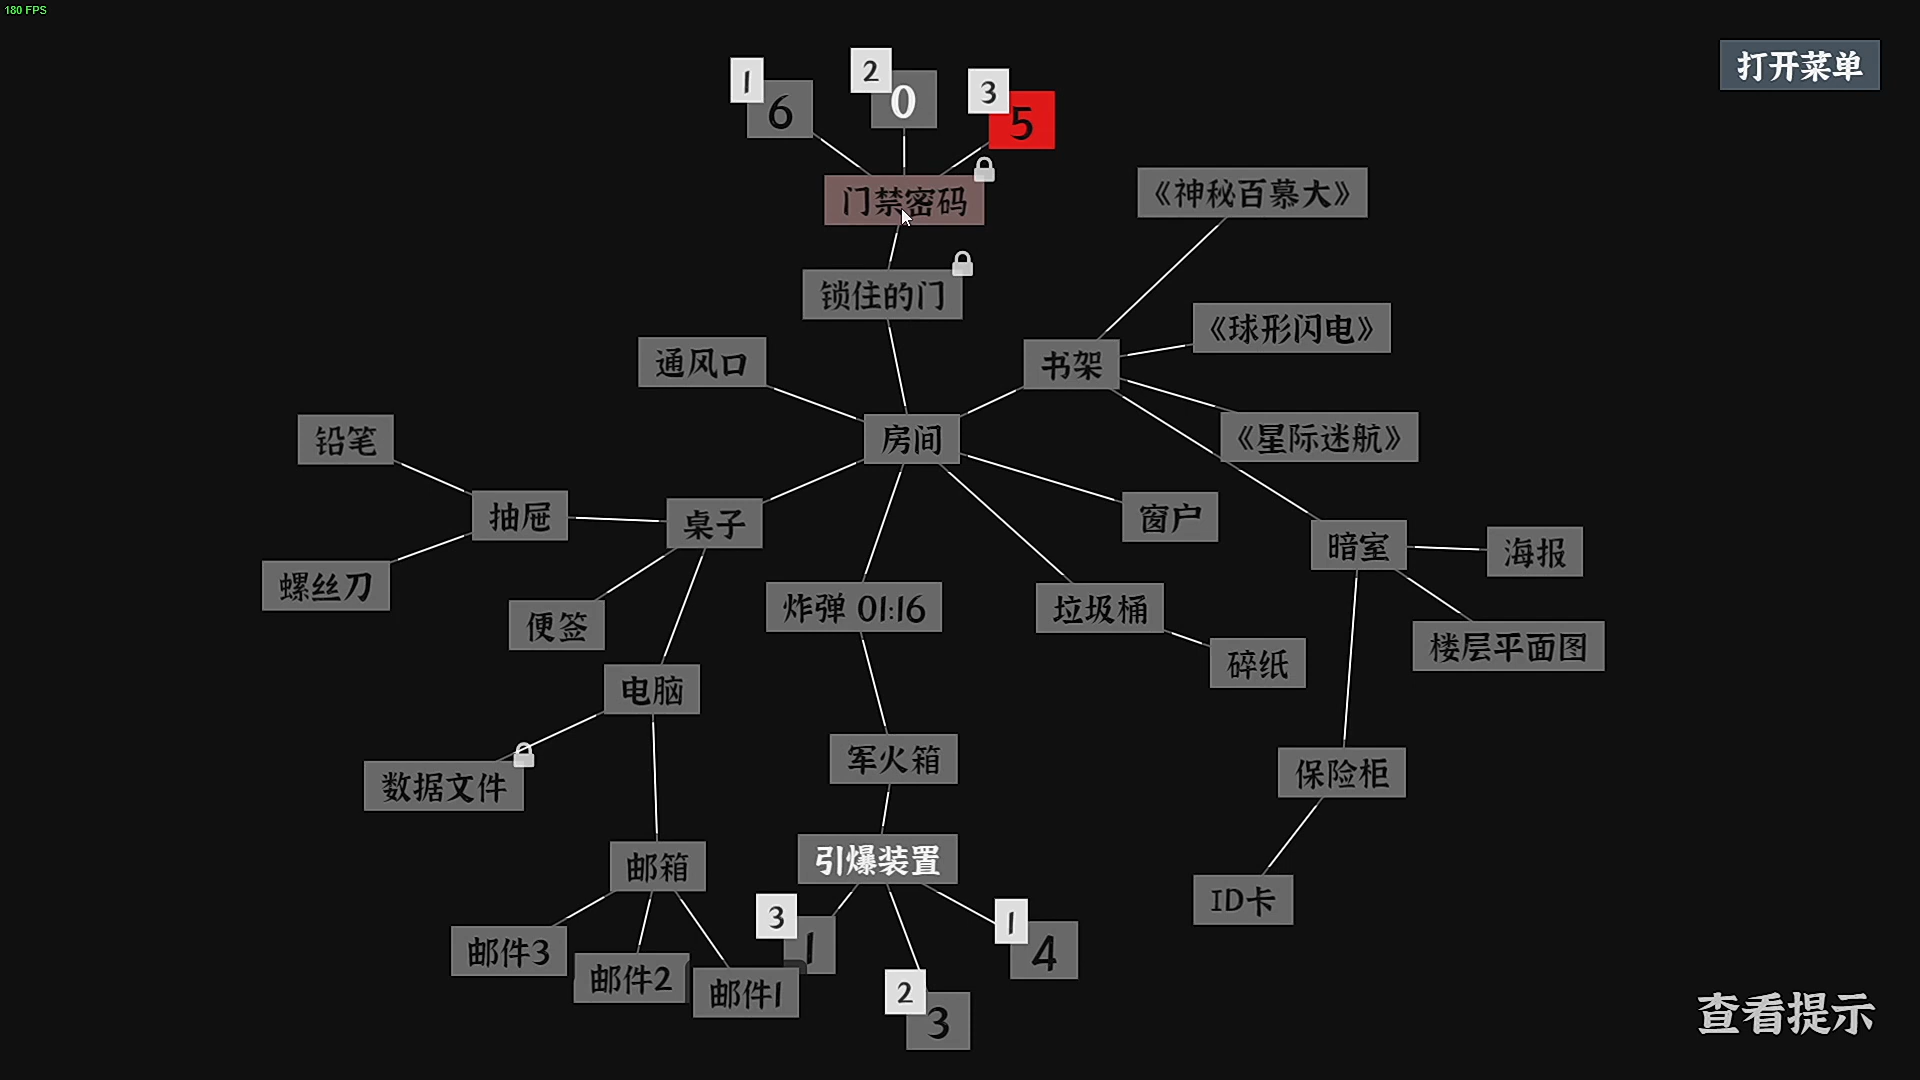 180 FPS
打开菜单
1
6
2
0
3
5
门禁密码
《神秘百慕大》
锁住的门
《球形闪电》
通风口
书架
铅笔
房间
《星际迷航》
抽屉
桌子
窗户
暗室
海报
螺丝刀
便签
炸弹 01:16
垃圾桶
碎纸
楼层平面图
电脑
数据文件
军火箱
保险柜
邮箱
引爆装置
ID卡
3
1
1
4
邮件3
邮件2
邮件1
2
3
查看提示